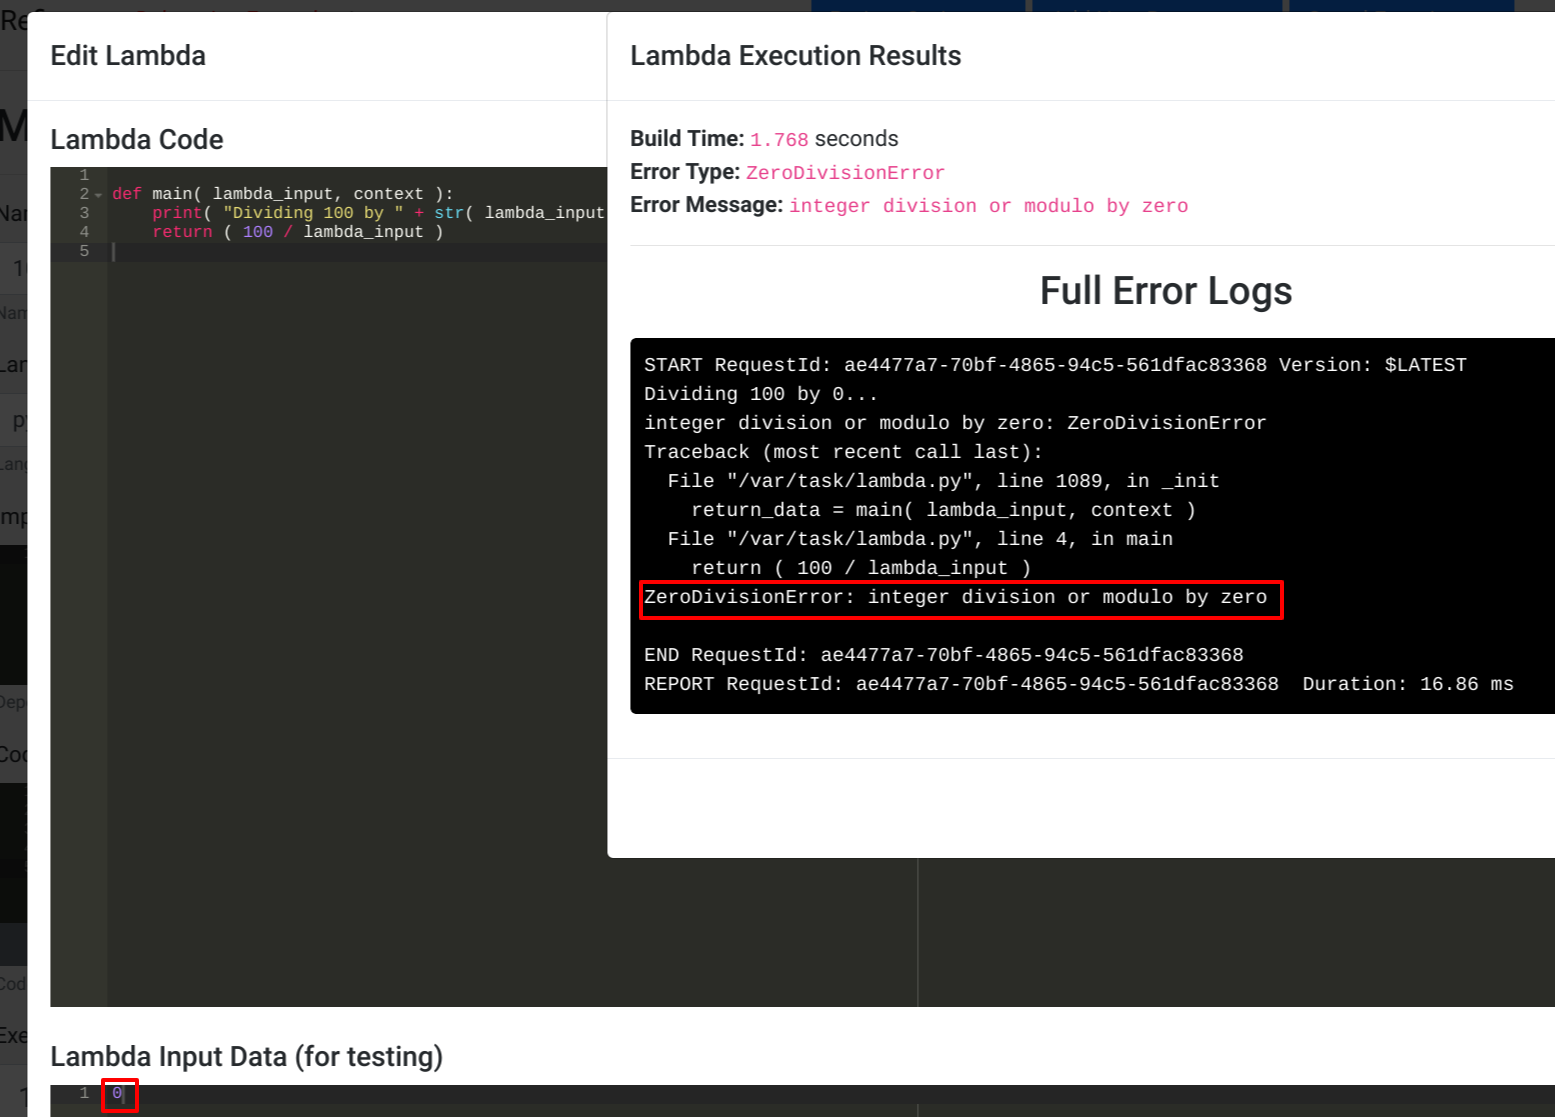 Edit Lambda
Lambda Code
1
2 def main( lambda_input, context ):
3 print( "Dividing 100 by " + str( lambda_input
4 return ( 100 / lambda_input )
5
Lambda Execution Results
Build Time: 1.768 seconds
Error Type: ZeroDivisionError
Error Message: integer division or modulo by zero
Full Error Logs
START RequestId: ae4477a7-70bf-4865-94c5-561dfac83368 Version: $LATEST
Dividing 100 by 0...
integer division or modulo by zero: ZeroDivisionError
Traceback (most recent call last):
File "/var/task/lambda.py", line 1089, in _init
return_data = main( lambda_input, context )
File "/var/task/lambda.py", line 4, in main
return ( 100 / lambda_input )
ZeroDivisionError: integer division or modulo by zero
END RequestId: ae4477a7-70bf-4865-94c5-561dfac83368
REPORT RequestId: ae4477a7-70bf-4865-94c5-561dfac83368 Duration: 16.86 ms
Lambda Input Data (for testing)
1 0